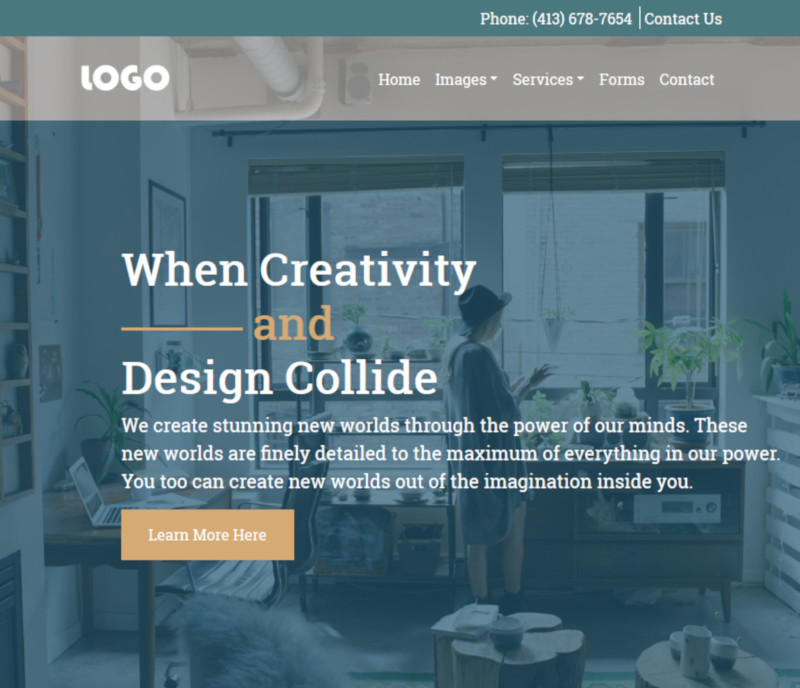 Phone: (413) 678-7654 | Contact Us
LOGO
Home Images Services Forms Contact
When Creativity
and
Design Collide
We create stunning new worlds through the power of our minds. These
new worlds are finely detailed to the maximum of everything in our power.
You too can create new worlds out of the imagination inside you.
Learn More Here